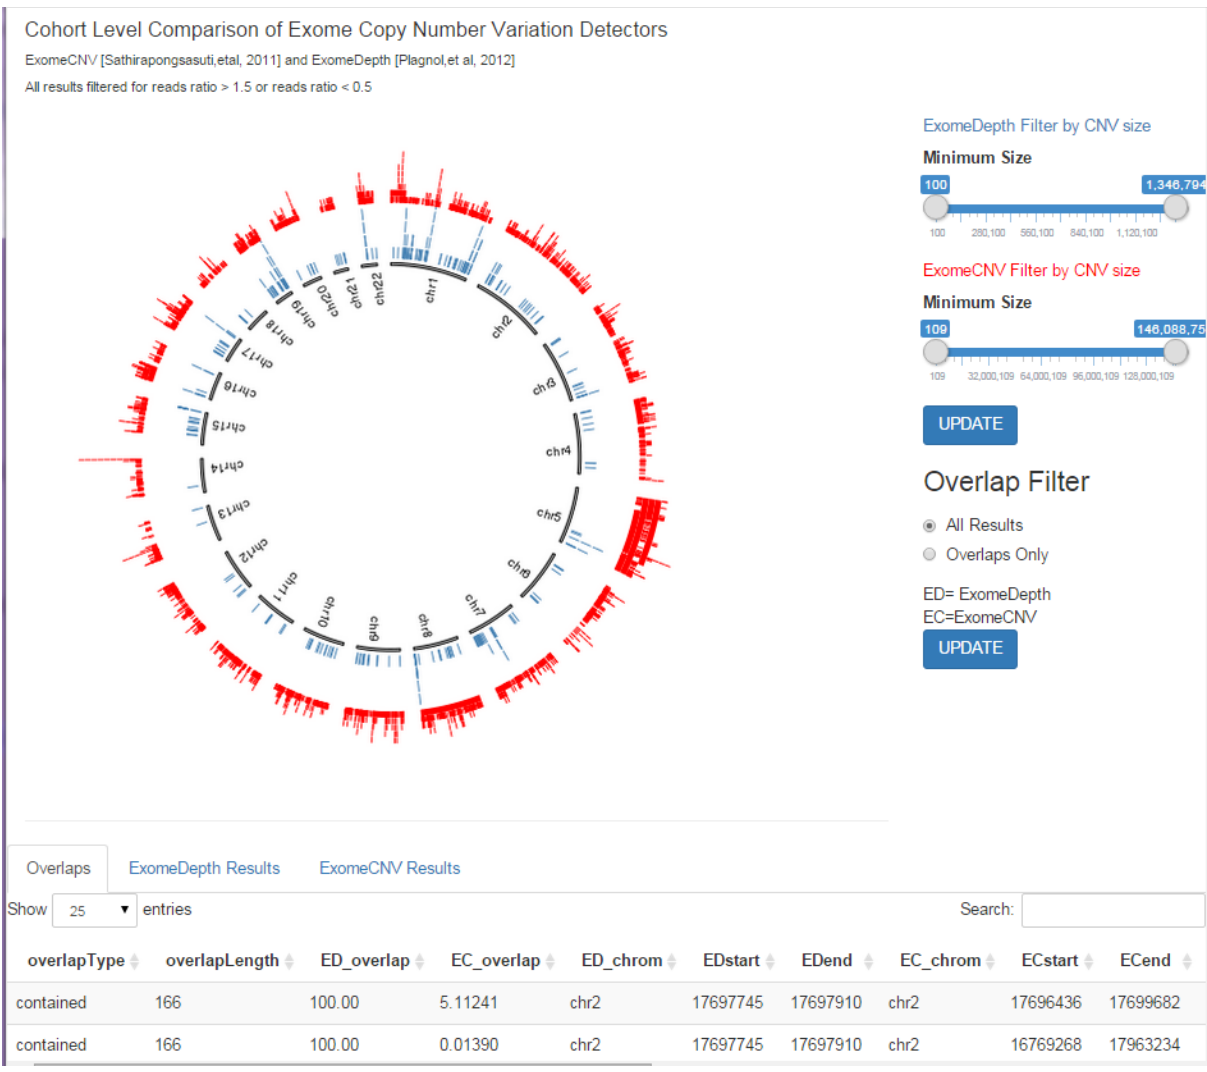 Cohort Level Comparison of Exome Copy Number Variation Detectors
ExomeCNV [Sathirapongsasuti,etal, 2011] and ExomeDepth [Plagnol,et al, 2012]
All results filtered for reads ratio > 1.5 or reads ratio < 0.5
chr1
chr2
chr3
chr4
chr5
chr6
chr7
chr8
chr9
chr10
chr11
chr12
chr13
chr14
chr15
chr16
chr17
chr18
chr19
chr20
chr21
chr22
ExomeDepth Filter by CNV size
Minimum Size
100 1,346,794
100 280,100 560,100 840,100 1,120,100
ExomeCNV Filter by CNV size
Minimum Size
109 146,088,75
109 32,000,109 64,000,109 96,000,109 128,000,109
UPDATE
Overlap Filter
All Results
Overlaps Only
ED= ExomeDepth
EC=ExomeCNV
UPDATE
Overlaps ExomeDepth Results ExomeCNV Results
Show 25 entries Search:
overlapType overlapLength ED_overlap EC_overlap ED_chrom EDstart EDend EC_chrom ECstart ECend
contained 166 100.00 5.11241 chr2 17697745 17697910 chr2 17696436 17699682
contained 166 100.00 0.01390 chr2 17697745 17697910 chr2 16769268 17963234